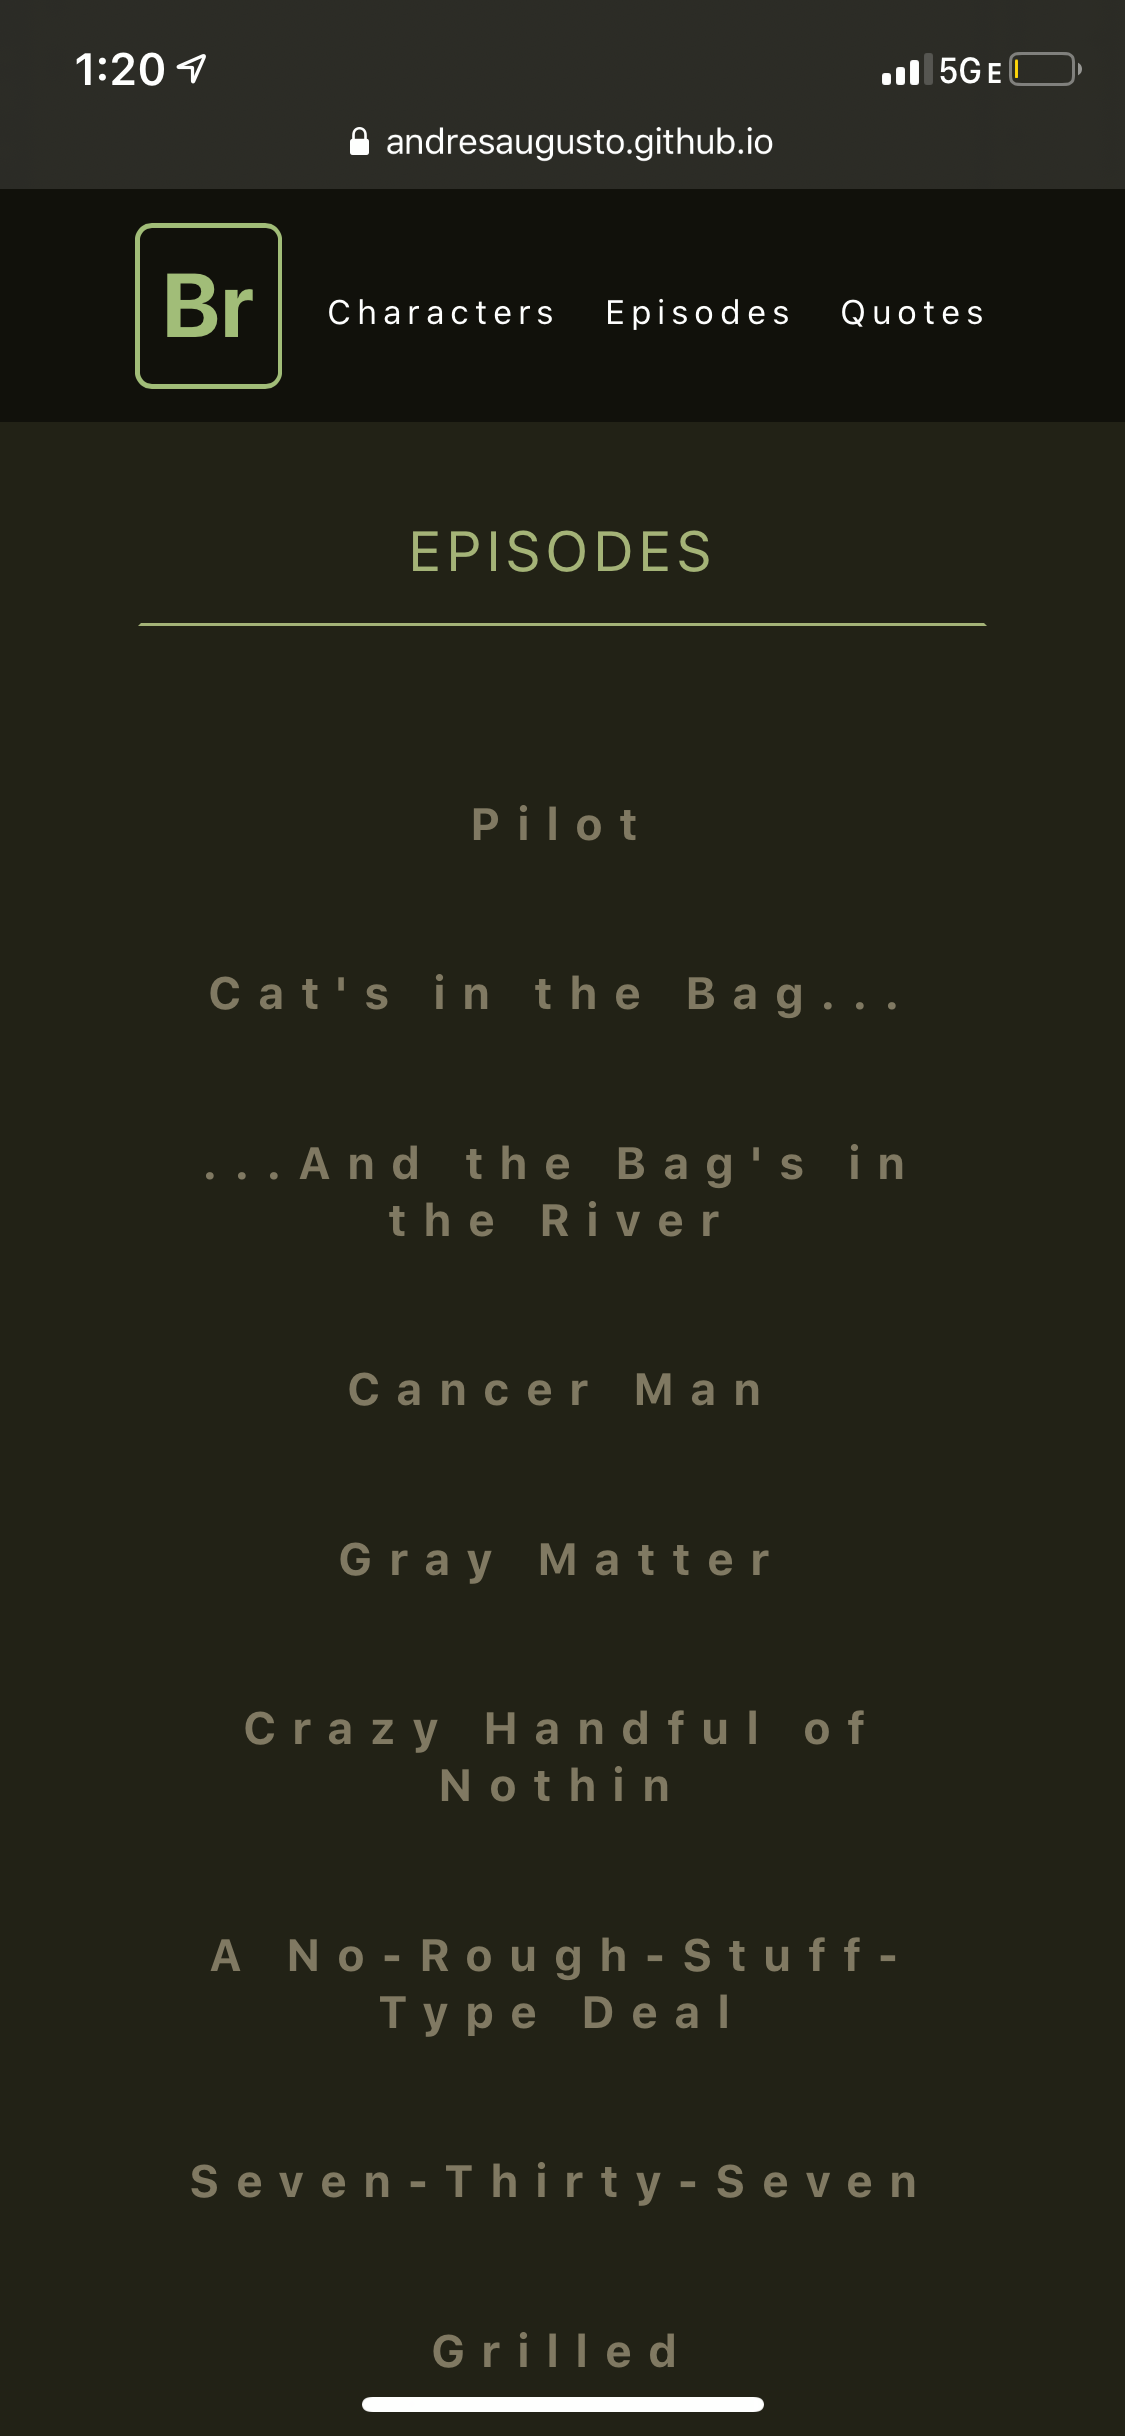 1:20 5GE
andresaugusto.github.io
Br Characters Episodes Quotes
EPISODES
Pilot
Cat's in the Bag...
...And the Bag's in
the River
Cancer Man
Gray Matter
Crazy Handful of
Nothin
A No-Rough-Stuff-
Type Deal
Seven-Thirty-Seven
Grilled